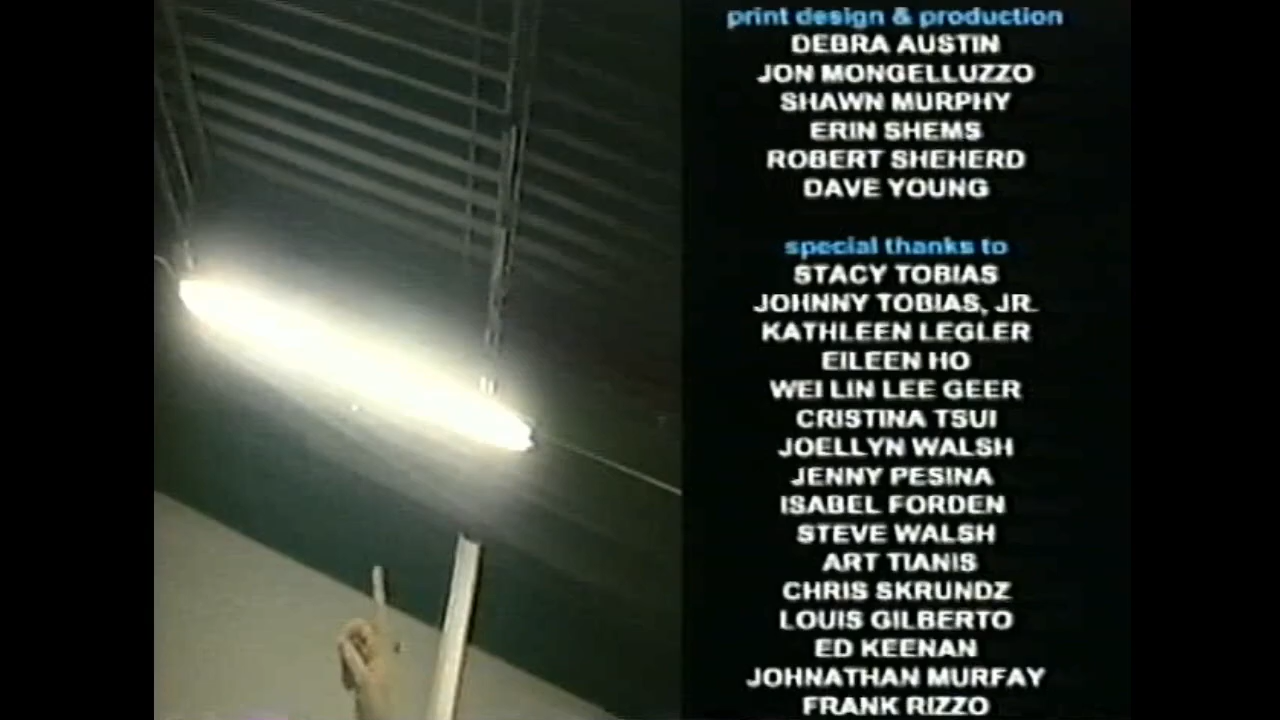 print design & production
DEBRA AUSTIN
JON MONGELLUZZO
SHAWN MURPHY
ERIN SHEMS
ROBERT SHEHERD
DAVE YOUNG
special thanks to
STACY TOBIAS
JOHNNY TOBIAS, JR.
KATHLEEN LEGLER
EILEEN HO
WEI LIN LEE GEER
CRISTINA TSUI
JOELLYN WALSH
JENNY PESINA
ISABEL FORDEN
STEVE WALSH
ART TIANIS
CHRIS SKRUNDZ
LOUIS GILBERTO
ED KEENAN
JOHNATHAN MURFAY
FRANK RIZZO